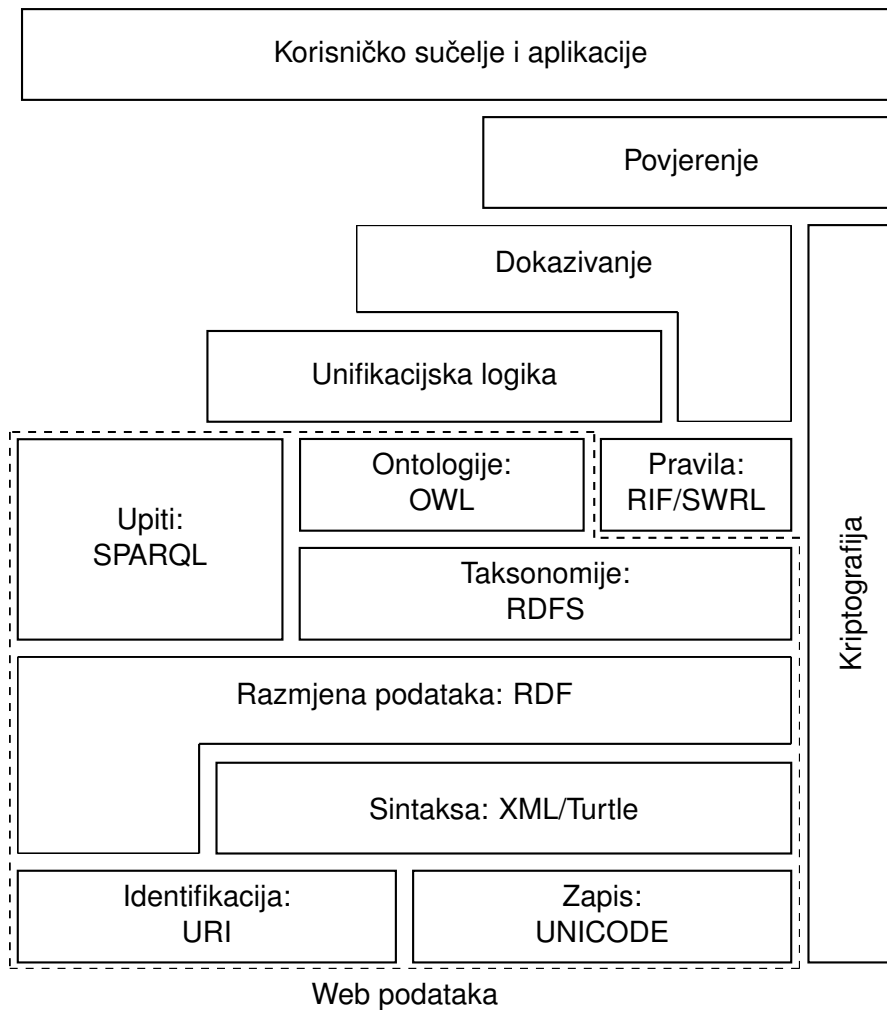 Korisničko sučelje i aplikacije
Povjerenje
Dokazivanje
Unifikacijska logika
Upiti:
SPARQL
Ontologije:
OWL
Pravila:
RIF/SWRL
Taksonomije:
RDFS
Kriptografija
Razmjena podataka: RDF
Sintaksa: XML/Turtle
Identifikacija:
URI
Zapis:
UNICODE
Web podataka